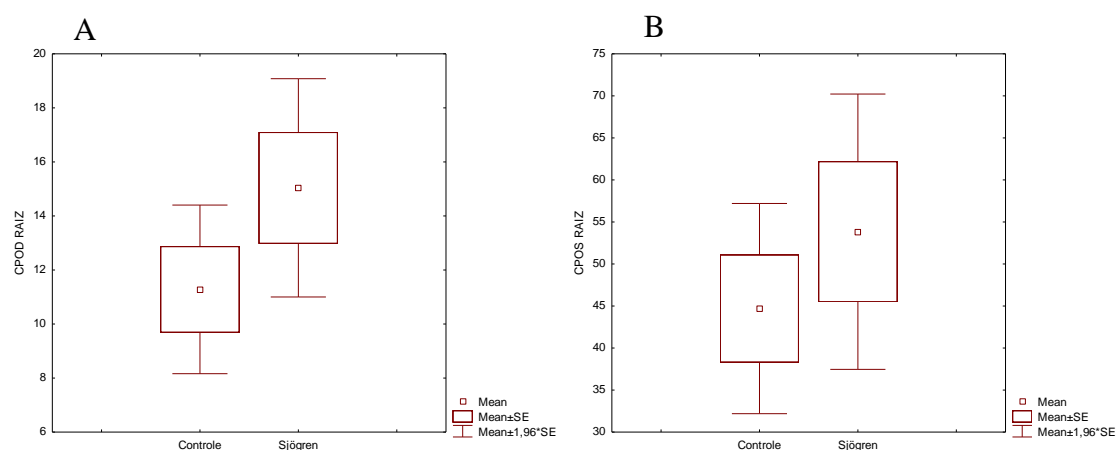 A
20
18
16
14
12
10
8
6
CPOD RAIZ
Controle Sjögren
Mean
Mean±SE
Mean±1,96*SE
B
75
70
65
60
55
50
45
40
35
30
CPOS RAIZ
Controle Sjögren
Mean
Mean±SE
Mean±1,96*SE